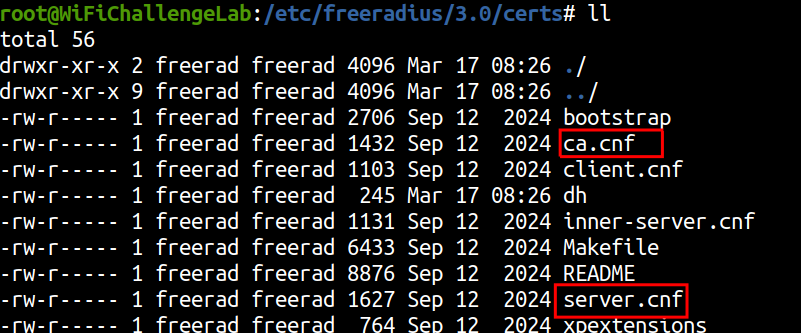 root@WiFiChallengeLab:/etc/freeradius/3.0/certs# ll
total 56
drwxr-xr-x 2 freerad freerad 4096 Mar 17 08:26 ./
drwxr-xr-x 9 freerad freerad 4096 Mar 17 08:26 ../
-rw-r----- 1 freerad freerad 2706 Sep 12  2024 bootstrap
-rw-r----- 1 freerad freerad 1432 Sep 12  2024 ca.cnf
-rw-r----- 1 freerad freerad 1103 Sep 12  2024 client.cnf
-rw-r----- 1 freerad freerad  245 Mar 17 08:26 dh
-rw-r----- 1 freerad freerad 1131 Sep 12  2024 inner-server.cnf
-rw-r----- 1 freerad freerad 6433 Sep 12  2024 Makefile
-rw-r----- 1 freerad freerad 8876 Sep 12  2024 README
-rw-r----- 1 freerad freerad 1627 Sep 12  2024 server.cnf
-rw-r----- 1 freerad freerad  764 Sep 12  2024 xpextensions